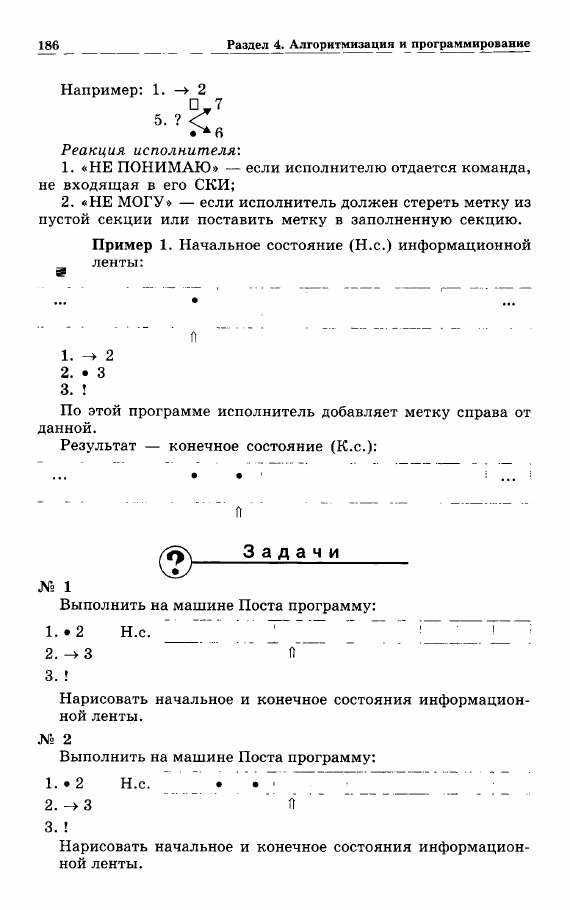 186 Раздел 4. Алгоритмизация и программирование
Например: 1. → 2
□ 7
5. ? <
• 6
Реакция исполнителя:
1. «НЕ ПОНИМАЮ» — если исполнителю отдается команда,
не входящая в его СКИ;
2. «НЕ МОГУ» — если исполнитель должен стереть метку из
пустой секции или поставить метку в заполненную секцию.
Пример 1. Начальное состояние (Н.с.) информационной
ленты:
... • ...
⇑
1. → 2
2. • 3
3. !
По этой программе исполнитель добавляет метку справа от
данной.
Результат — конечное состояние (К.с.):
... • • ...
⇑
? Задачи
№ 1
Выполнить на машине Поста программу:
1. • 2 Н.с.
2. → 3 ⇑
3. !
Нарисовать начальное и конечное состояния информацион-
ной ленты.
№ 2
Выполнить на машине Поста программу:
1. • 2 Н.с. • •
2. → 3 ⇑
3. !
Нарисовать начальное и конечное состояния информацион-
ной ленты.